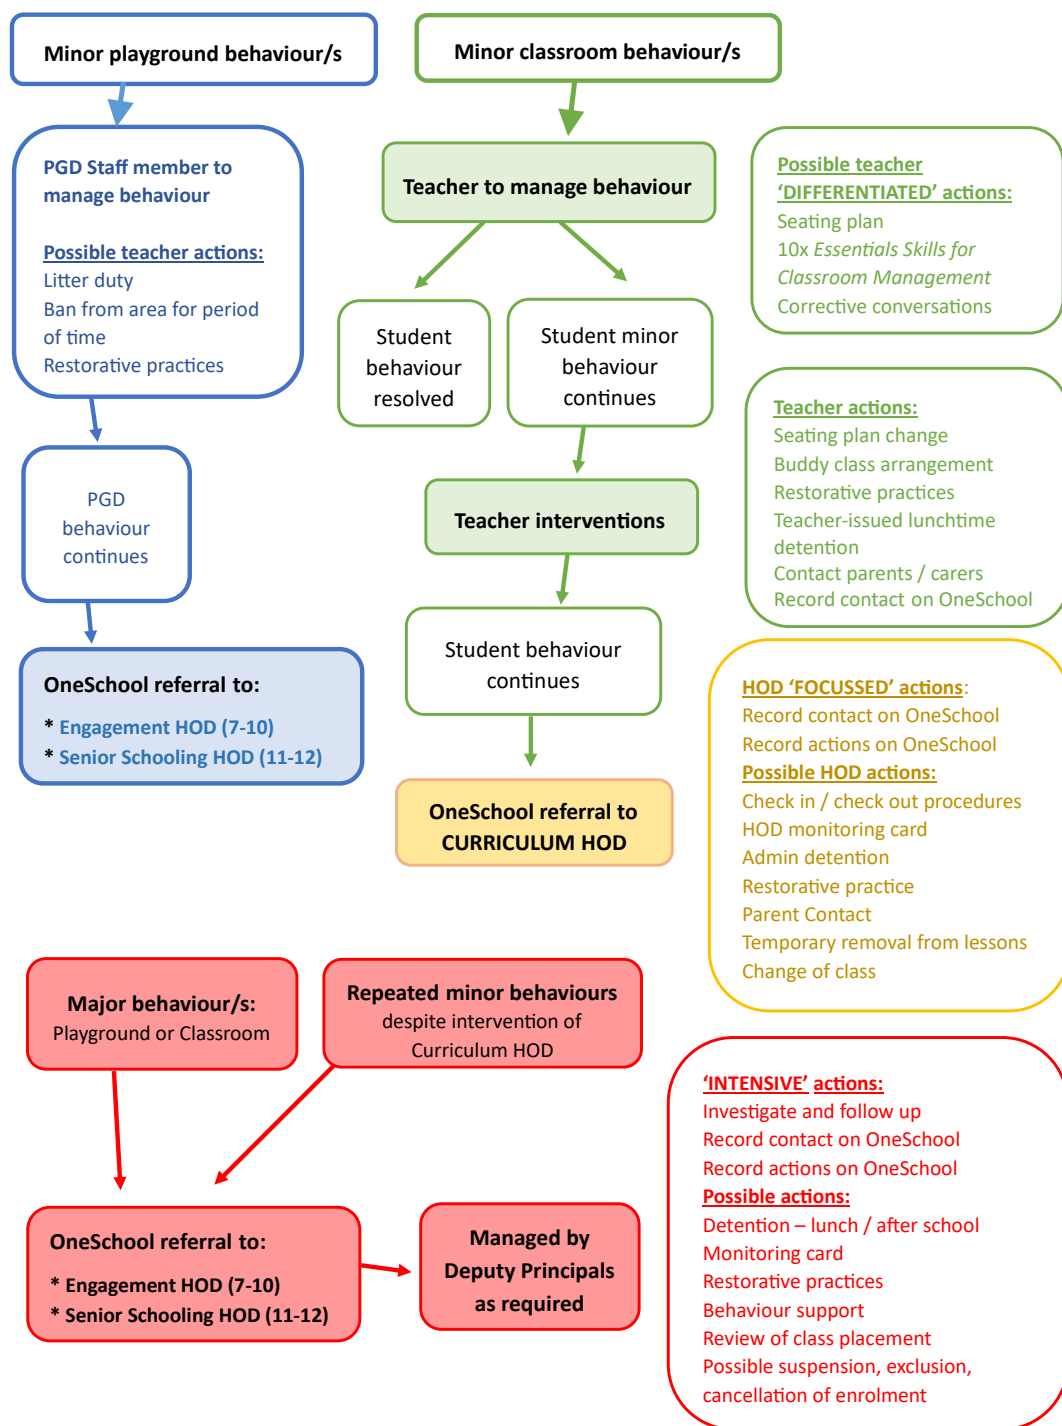 Minor playground behaviour/s
Minor classroom behaviour/s
PGD Staff member to
manage behaviour
Possible teacher actions:
Litter duty
Ban from area for period
of time
Restorative practices
Teacher to manage behaviour
Possible teacher
‘DIFFERENTIATED’ actions:
Seating plan
10x Essentials Skills for
Classroom Management
Corrective conversations
Student
behaviour
resolved
Student minor
behaviour
continues
Teacher actions:
Seating plan change
Buddy class arrangement
Restorative practices
Teacher-issued lunchtime
detention
Contact parents / carers
Record contact on OneSchool
PGD
behaviour
continues
Teacher interventions
Student behaviour
continues
OneSchool referral to:
* Engagement HOD (7-10)
* Senior Schooling HOD (11-12)
HOD ‘FOCUSSED’ actions:
Record contact on OneSchool
Record actions on OneSchool
Possible HOD actions:
Check in / check out procedures
HOD monitoring card
Admin detention
Restorative practice
Parent Contact
Temporary removal from lessons
Change of class
OneSchool referral to
CURRICULUM HOD
Major behaviour/s:
Playground or Classroom
Repeated minor behaviours
despite intervention of
Curriculum HOD
‘INTENSIVE’ actions:
Investigate and follow up
Record contact on OneSchool
Record actions on OneSchool
Possible actions:
Detention – lunch / after school
Monitoring card
Restorative practices
Behaviour support
Review of class placement
Possible suspension, exclusion,
cancellation of enrolment
OneSchool referral to:
* Engagement HOD (7-10)
* Senior Schooling HOD (11-12)
Managed by
Deputy Principals
as required